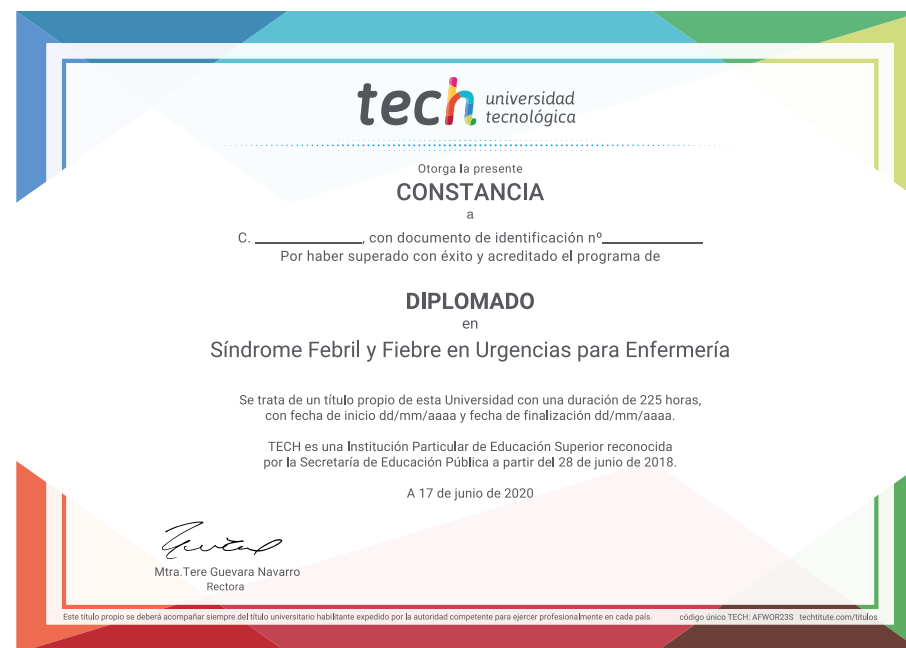 tech universidad
tecnológica
Otorga la presente
CONSTANCIA
a
C. ______________, con documento de identificación nº_____________
Por haber superado con éxito y acreditado el programa de
DIPLOMADO
en
Síndrome Febril y Fiebre en Urgencias para Enfermería
Se trata de un título propio de esta Universidad con una duración de 225 horas,
con fecha de inicio dd/mm/aaaa y fecha de finalización dd/mm/aaaa.
TECH es una Institución Particular de Educación Superior reconocida
por la Secretaría de Educación Pública a partir del 28 de junio de 2018.
A 17 de junio de 2020
Mtra.Tere Guevara Navarro
Rectora
Este título propio se deberá acompañar siempre del título universitario habilitante expedido por la autoridad competente para ejercer profesionalmente en cada país. código único TECH: AFWOR23S techtitute.com/titulos